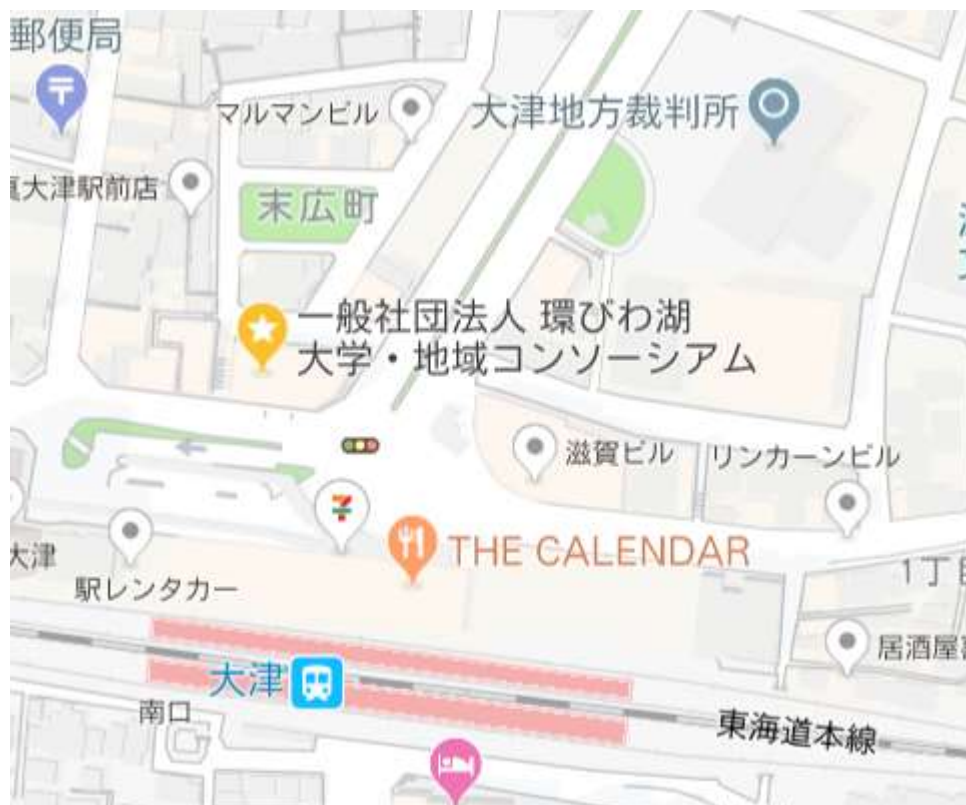 郵便局
マルマンビル
大津地方裁判所
大津駅前店
末広町
一般社団法人 環びわ湖
大学・地域コンソーシアム
滋賀ビル
リンカーンビル
7
THE CALENDAR
大津
駅レンタカー
1丁目
居酒屋
大津
南口
東海道本線